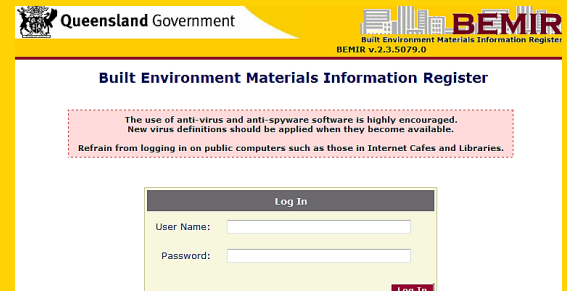 Queensland Government
BEMIR
Built Environment Materials Information Register
BEMIR v.2.3.5079.0
Built Environment Materials Information Register
The use of anti-virus and anti-spyware software is highly encouraged.
New virus definitions should be applied when they become available.
Refrain from logging in on public computers such as those in Internet Cafes and Libraries.
Log In
User Name:
Password:
Log In